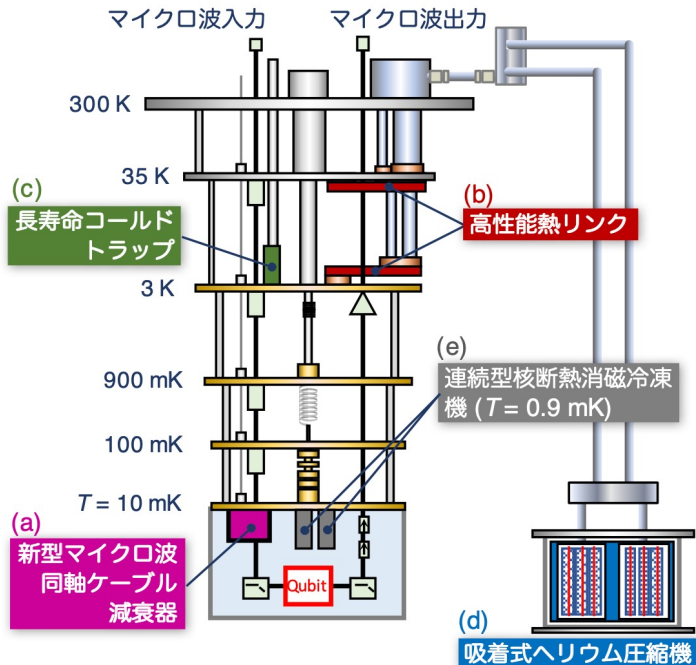 マイクロ波入力
マイクロ波出力
300 K
35 K
(c)
長寿命コールド
トラップ
(b)
高性能熱リンク
3 K
(e)
連続型核断熱消磁冷凍
機 (T = 0.9 mK)
900 mK
100 mK
T = 10 mK
(a)
新型マイクロ波
同軸ケーブル
減衰器
Qubit
(d)
吸着式ヘリウム圧縮機